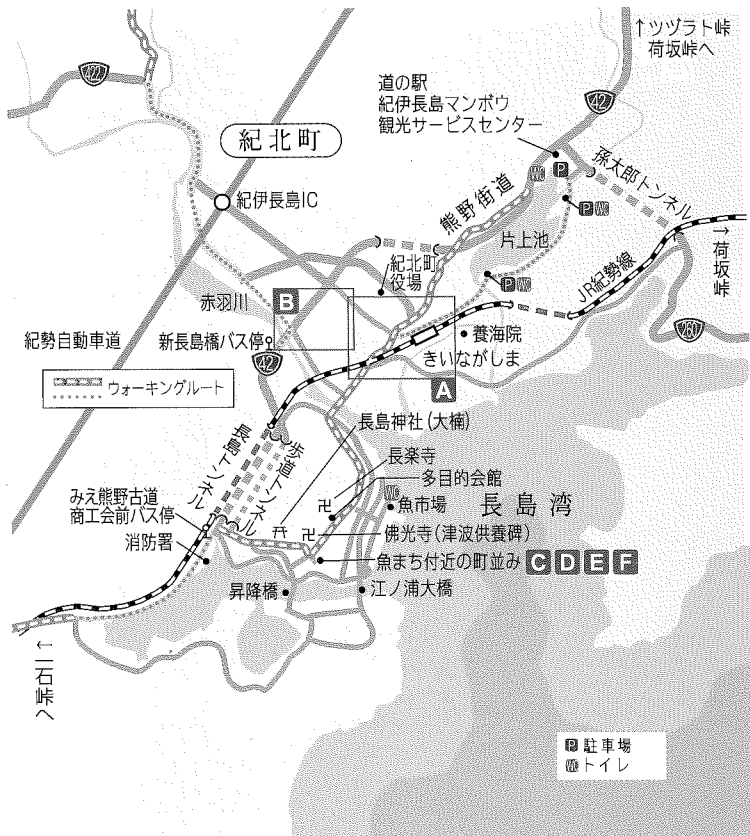 ↑ツヅラト峠
荷坂峠へ
422
道の駅
紀伊長島マンボウ
観光サービスセンター
42
紀北町
WC
P
孫太郎トンネル
紀伊長島IC
熊野街道
P WC
片上池
→荷坂峠
紀北町
役場
P WC
JR紀勢線
赤羽川
B
養海院
260
紀勢自動車道
新長島橋バス停
きいながしま
42
ウォーキングルート
A
長島神社(大楠)
長島トンネル
歩道トンネル
長楽寺
多目的会館
みえ熊野古道
商工会前バス停
WC
魚市場
長島湾
消防署
佛光寺(津波供養碑)
魚まち付近の町並み C D E F
昇降橋
江ノ浦大橋
←二石峠へ
P 駐車場
WC トイレ